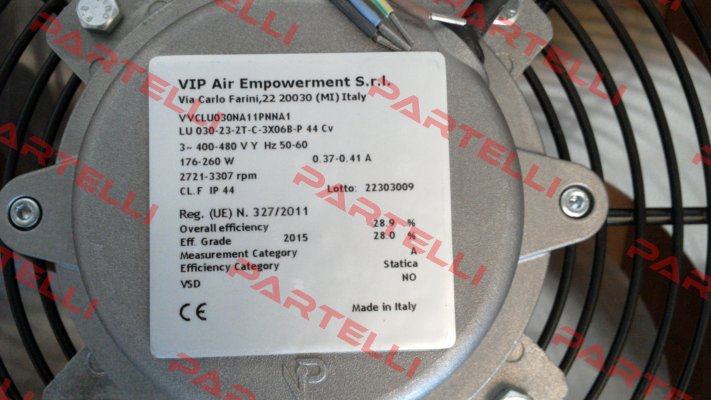 VIP Air Empowerment S.r.l.
Via Carlo Farini,22 20030 (MI) Italy
VVCLU030NA11PNNA1
LU 030-23-2T-C-3X06B-P 44 Cv
3~ 400-480 V Y Hz 50-60
176-260 W 0.37-0.41 A
2721-3307 rpm
CL.F IP 44 Lotto: 22303009
Reg. (UE) N. 327/2011
Overall efficiency 28.9 %
Eff. Grade 2015 28.0 %
Measurement Category A
Efficiency Category Statica
VSD NO
CE Made in Italy
PARTELLI
PARTELLI
PARTELLI
PARTELLI
PARTELLI
PARTELLI
PARTELLI
PARTELLI
PARTELLI